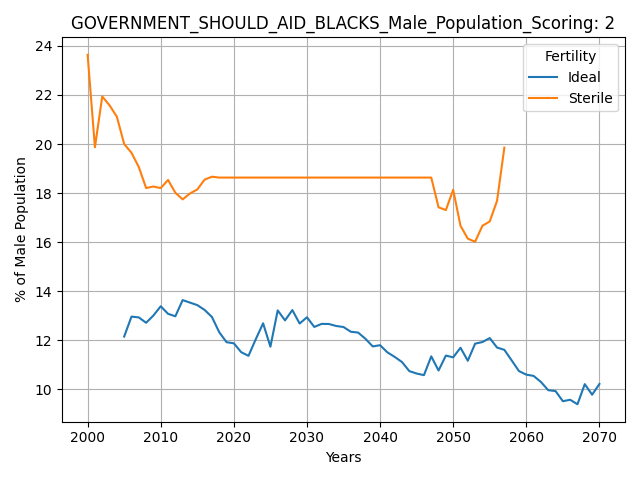 GOVERNMENT_SHOULD_AID_BLACKS_Male_Population_Scoring: 2
Fertility
Ideal
Sterile
% of Male Population
24
22
20
18
16
14
12
10
2000 2010 2020 2030 2040 2050 2060 2070
Years